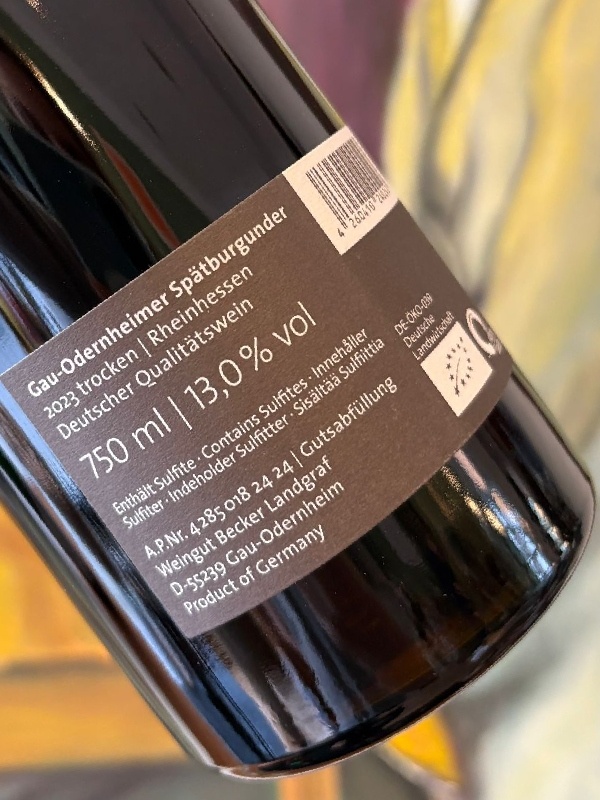 Gau-Odernheimer Spätburgunder
2023 trocken | Rheinhessen
Deutscher Qualitätswein
750 ml | 13,0 % vol
Enthält Sulfite · Contains Sulfites · Innehåller
Sulfiter · Indeholder Sulfitter · Sisältää Sulfiittia
A.P.Nr. 4 285 018 24 24 | Gutsabfüllung
Weingut Becker Landgraf
D-55239 Gau-Odernheim
Product of Germany
DE-ÖKO-039
Deutsche
Landwirtschaft